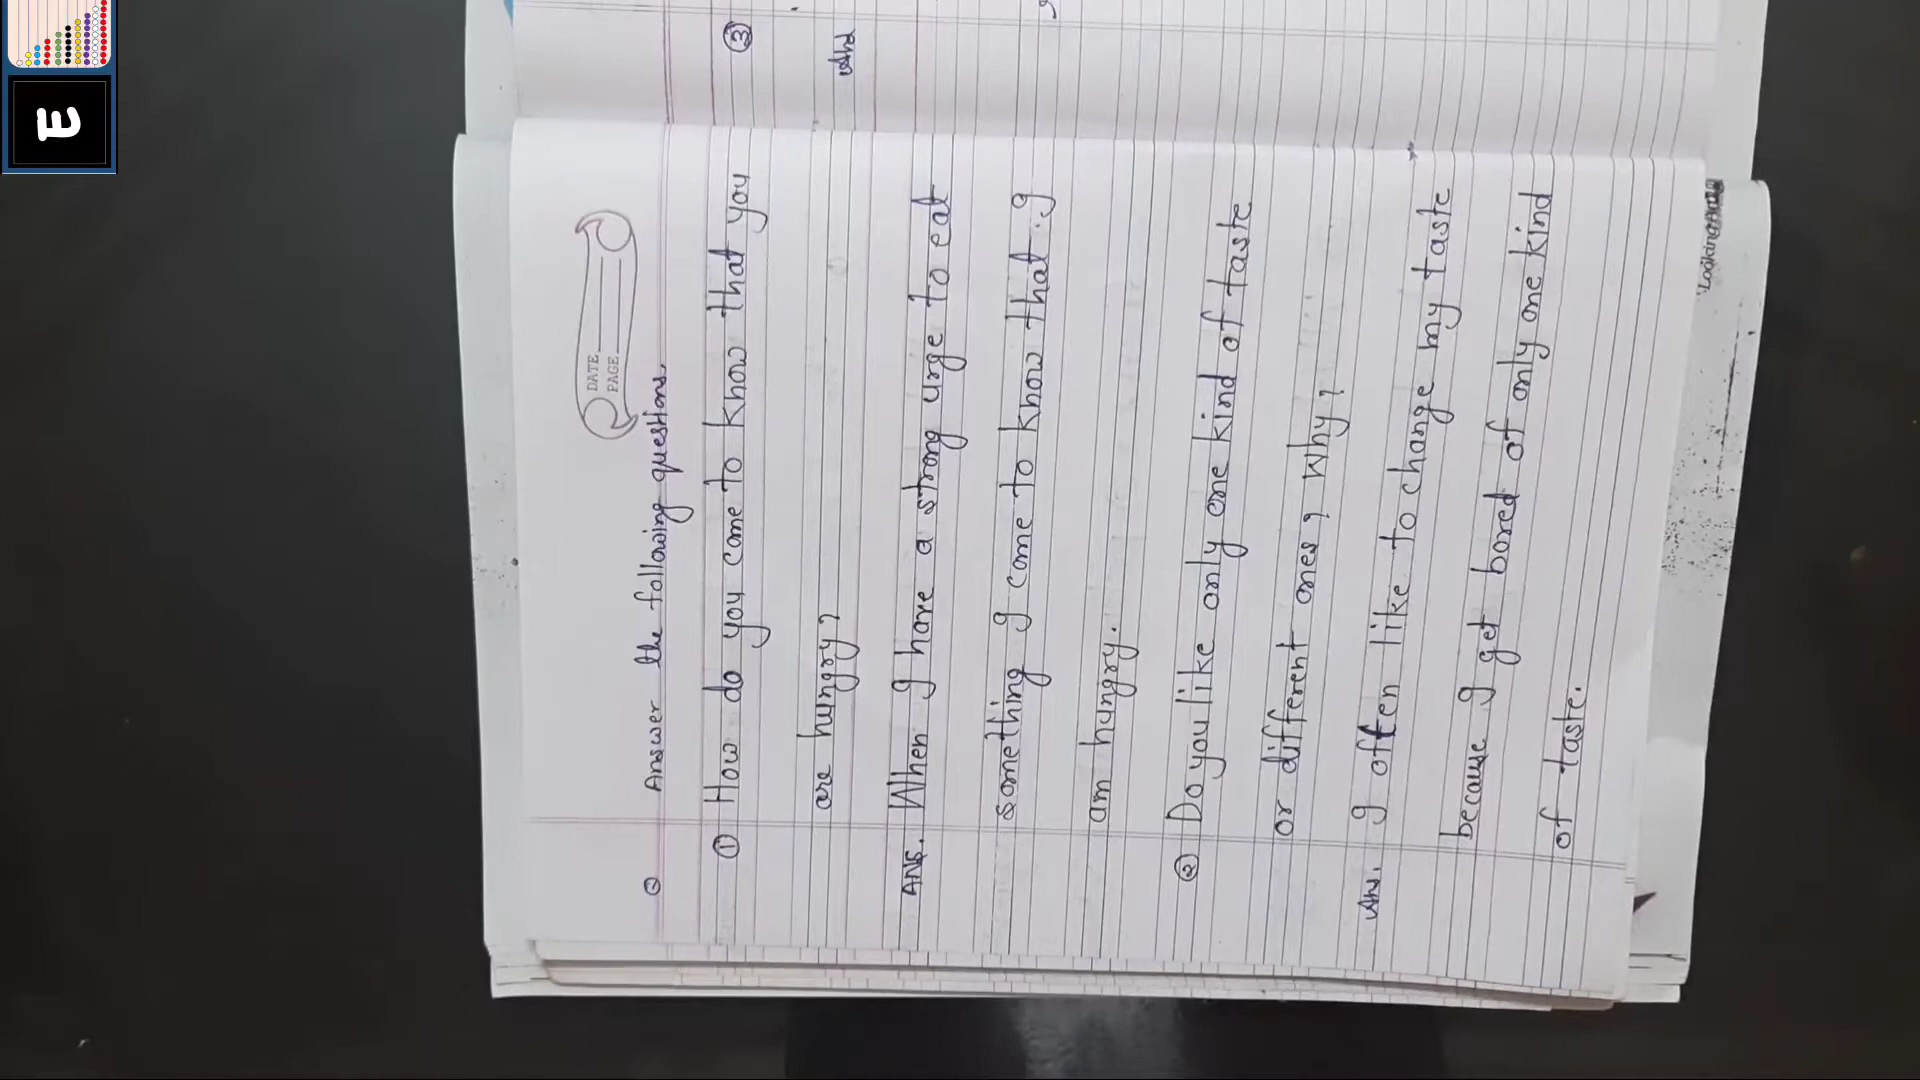 DATE
PAGE
Q Answer the following questions.
① How do you come to know that you
are hungry?
ANS. When I have a strong urge to eat
something I come to know that I
am hungry.
② Do you like only one kind of taste
or different ones? Why?
Ans. I often like to change my taste
because I get bored of only one kind
of taste.
③
Ans
a